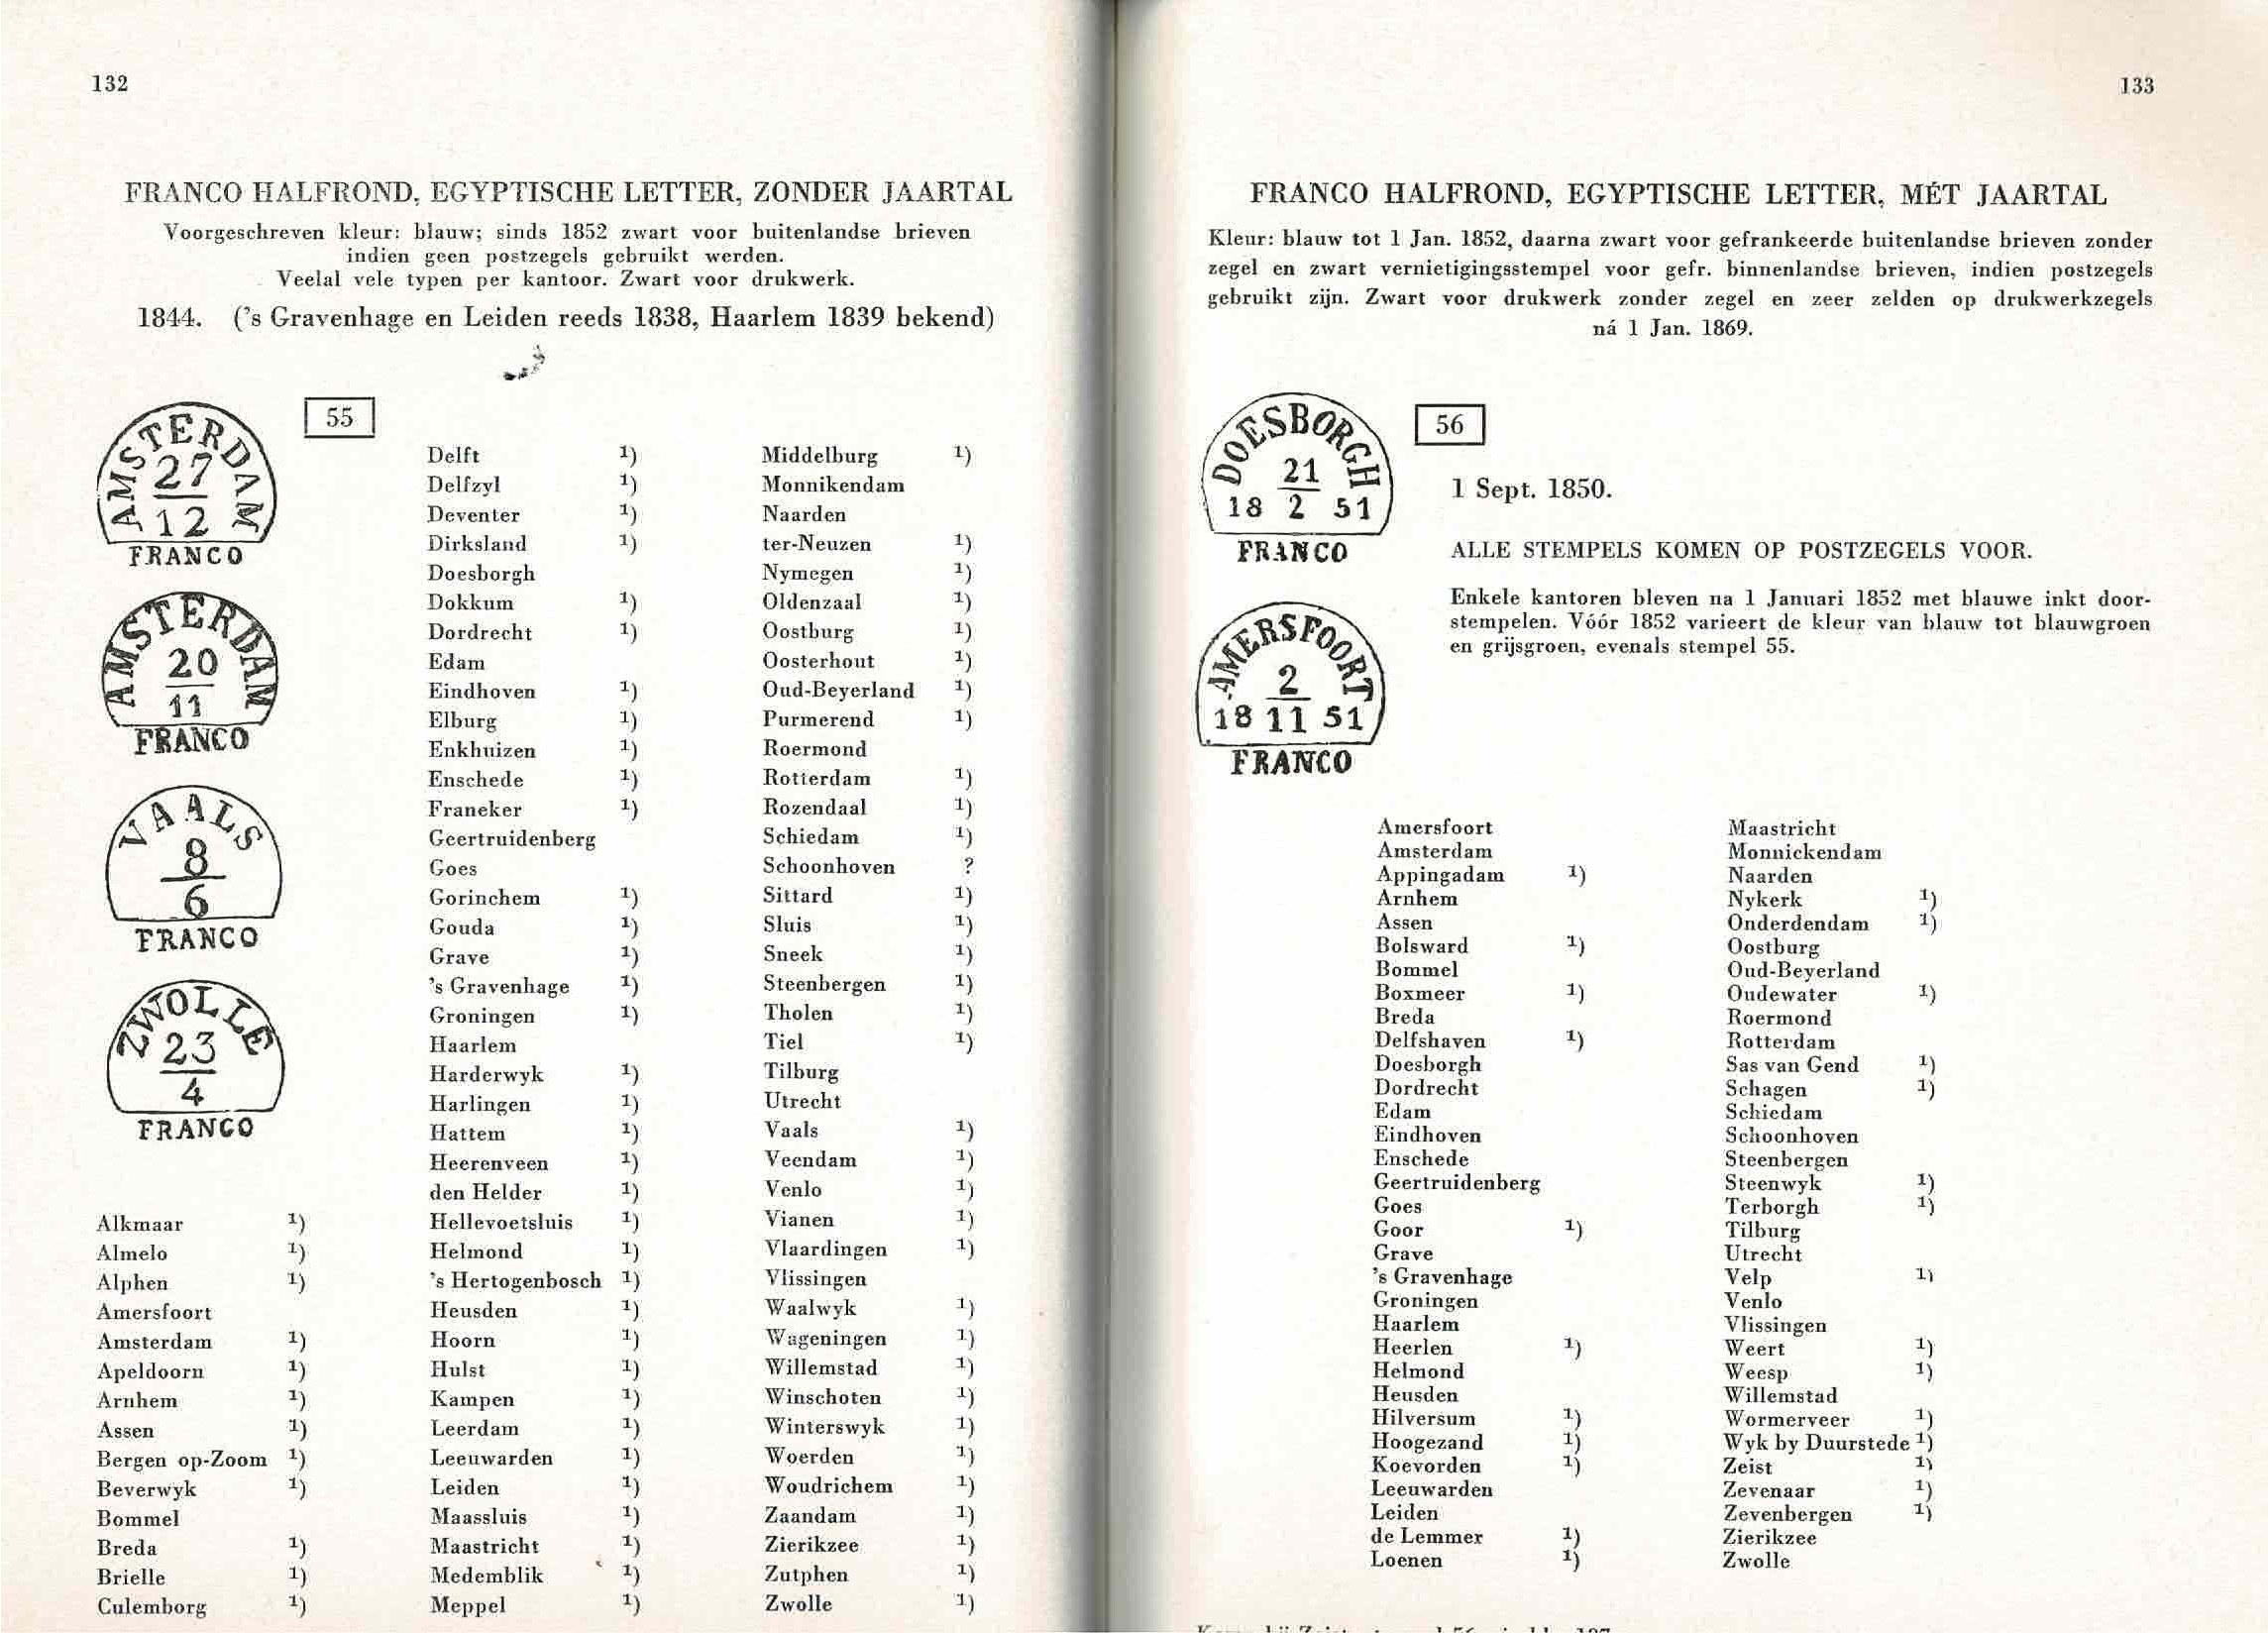 132
FRANCO HALFROND, EGYPTISCHE LETTER, ZONDER JAARTAL
Voorgeschreven kleur: blauw; sinds 1852 zwart voor buitenlandse brieven
indien geen postzegels gebruikt werden.
Veelal vele typen per kantoor. Zwart voor drukwerk.
1844. ('s Gravenhage en Leiden reeds 1838, Haarlem 1839 bekend)
AMSTERDAM
27
12
FRANCO
AMSTERDAM
20
11
FRANCO
VAALS
8
6
FRANCO
ZWOLLE
23
4
FRANCO
55
Alkmaar 1)
Almelo 1)
Alphen 1)
Amersfoort
Amsterdam 1)
Apeldoorn 1)
Arnhem 1)
Assen 1)
Bergen op-Zoom 1)
Beverwyk 1)
Bommel
Breda 1)
Brielle 1)
Culemborg 1)
Delft 1)
Delfzyl 1)
Deventer 1)
Dirksland 1)
Doesborgh
Dokkum 1)
Dordrecht 1)
Edam
Eindhoven 1)
Elburg 1)
Enkhuizen 1)
Enschede 1)
Franeker 1)
Geertruidenberg
Goes
Gorinchem 1)
Gouda 1)
Grave 1)
's Gravenhage 1)
Groningen 1)
Haarlem
Harderwyk 1)
Harlingen 1)
Hattem 1)
Heerenveen 1)
den Helder 1)
Hellevoetsluis 1)
Helmond 1)
's Hertogenbosch 1)
Heusden 1)
Hoorn 1)
Hulst 1)
Kampen 1)
Leerdam 1)
Leeuwarden 1)
Leiden 1)
Maassluis 1)
Maastricht 1)
Medemblik 1)
Meppel 1)
Middelburg 1)
Monnikendam
Naarden
ter-Neuzen 1)
Nymegen 1)
Oldenzaal 1)
Oostburg 1)
Oosterhout 1)
Oud-Beyerland 1)
Purmerend 1)
Roermond
Rotterdam 1)
Rozendaal 1)
Schiedam 1)
Schoonhoven ?
Sittard 1)
Sluis 1)
Sneek 1)
Steenbergen 1)
Tholen 1)
Tiel 1)
Tilburg
Utrecht
Vaals 1)
Veendam 1)
Venlo 1)
Vianen 1)
Vlaardingen 1)
Vlissingen
Waalwyk 1)
Wageningen 1)
Willemstad 1)
Winschoten 1)
Winterswyk 1)
Woerden 1)
Woudrichem 1)
Zaandam 1)
Zierikzee 1)
Zutphen 1)
Zwolle 1)
133
FRANCO HALFROND, EGYPTISCHE LETTER, MÉT JAARTAL
Kleur: blauw tot 1 Jan. 1852, daarna zwart voor gefrankeerde buitenlandse brieven zonder
zegel en zwart vernietigingsstempel voor gefr. binnenlandse brieven, indien postzegels
gebruikt zijn. Zwart voor drukwerk zonder zegel en zeer zelden op drukwerkzegels
ná 1 Jan. 1869.
DOESBORGH
21
18 2 51
FRANCO
AMERSFOORT
2
18 11 51
FRANCO
56
1 Sept. 1850.
ALLE STEMPELS KOMEN OP POSTZEGELS VOOR.
Enkele kantoren bleven na 1 Januari 1852 met blauwe inkt door-
stempelen. Vóór 1852 varieert de kleur van blauw tot blauwgroen
en grijsgroen, evenals stempel 55.
Amersfoort
Amsterdam
Appingadam 1)
Arnhem
Assen
Bolsward 1)
Bommel
Boxmeer 1)
Breda
Delfshaven 1)
Doesborgh
Dordrecht
Edam
Eindhoven
Enschede
Geertruidenberg
Goes
Goor 1)
Grave
's Gravenhage
Groningen
Haarlem
Heerlen 1)
Helmond
Heusden
Hilversum 1)
Hoogezand 1)
Koevorden 1)
Leeuwarden
Leiden
de Lemmer 1)
Loenen 1)
Maastricht
Monnickendam
Naarden
Nykerk 1)
Onderdendam 1)
Oostburg
Oud-Beyerland
Oudewater 1)
Roermond
Rotterdam
Sas van Gend 1)
Schagen 1)
Schiedam
Schoonhoven
Steenbergen
Steenwyk 1)
Terborgh 1)
Tilburg
Utrecht
Velp 1)
Venlo
Vlissingen
Weert 1)
Weesp 1)
Willemstad
Wormerveer 1)
Wyk by Duurstede 1)
Zeist 1)
Zevenaar 1)
Zevenbergen 1)
Zierikzee
Zwolle